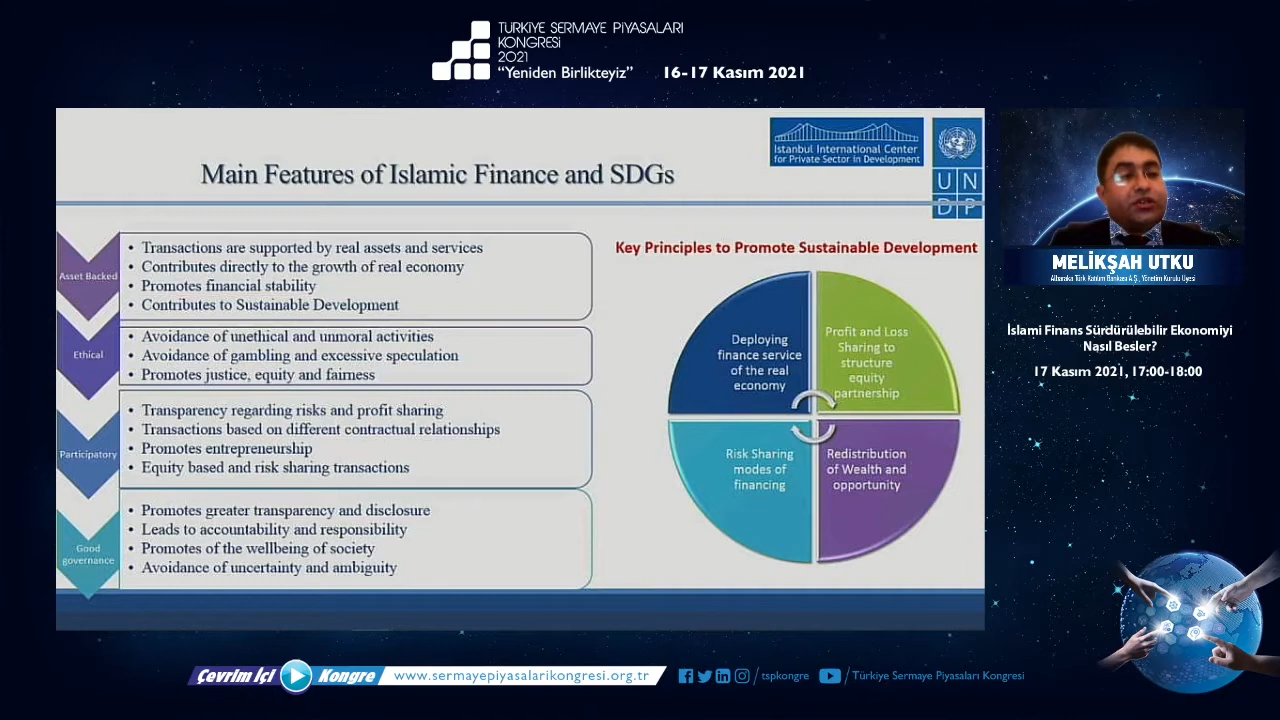 TÜRKİYE SERMAYE PİYASALARI
KONGRESİ
2021
“Yeniden Birlikteyiz” 16-17 Kasım 2021
Istanbul International Center
for Private Sector in Development
U N
D P
Main Features of Islamic Finance and SDGs
Asset Backed
• Transactions are supported by real assets and services
• Contributes directly to the growth of real economy
• Promotes financial stability
• Contributes to Sustainable Development
Ethical
• Avoidance of unethical and unmoral activities
• Avoidance of gambling and excessive speculation
• Promotes justice, equity and fairness
Participatory
• Transparency regarding risks and profit sharing
• Transactions based on different contractual relationships
• Promotes entrepreneurship
• Equity based and risk sharing transactions
Good
governance
• Promotes greater transparency and disclosure
• Leads to accountability and responsibility
• Promotes of the wellbeing of society
• Avoidance of uncertainty and ambiguity
Key Principles to Promote Sustainable Development
Deploying
finance service
of the real
economy
Profit and Loss
Sharing to
structure
equity
partnership
Risk Sharing
modes of
financing
Redistribution
of Wealth and
opportunity
MELİKŞAH UTKU
Albaraka Türk Katılım Bankası A.Ş., Yönetim Kurulu Üyesi
İslami Finans Sürdürülebilir Ekonomiyi
Nasıl Besler?
17 Kasım 2021, 17:00-18:00
Çevrim İçi Kongre www.sermayepiyasalarikongresi.org.tr / tspkongre / Türkiye Sermaye Piyasaları Kongresi